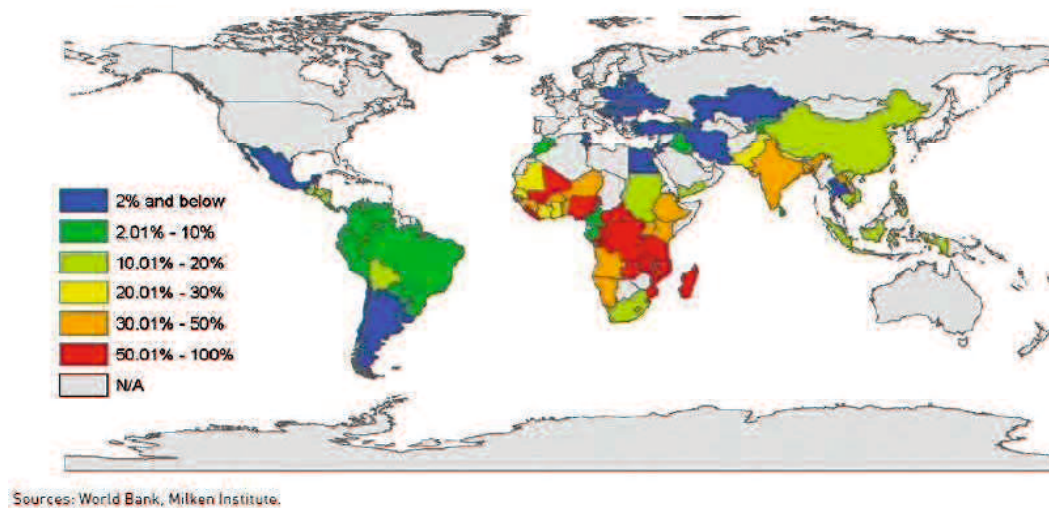 2% and below
2.01% - 10%
10.01% - 20%
20.01% - 30%
30.01% - 50%
50.01% - 100%
N/A
Sources: World Bank, Milken Institute.